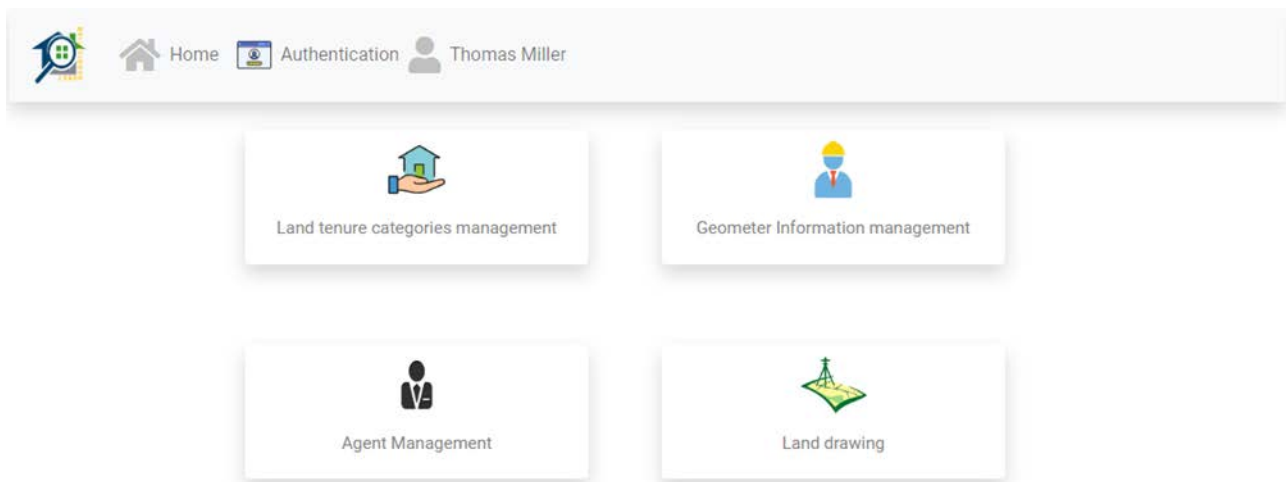 Home Authentication Thomas Miller
Land tenure categories management
Geometer Information management
Agent Management
Land drawing